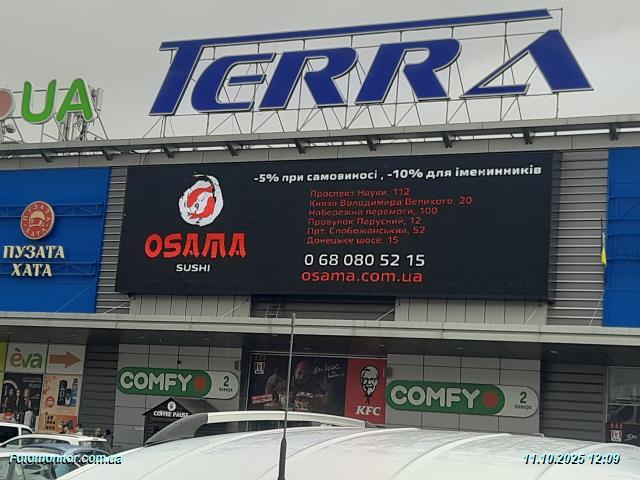 TERRA
UA
-5% при самовиносі , -10% для іменинників
Проспект Науки, 112
Князя Володимира Великого, 20
Набережна перемоги, 100
Провулок Парусний, 12
Прт. Слобожанський, 52
Донецьке шосе, 15
OSAMA
SUSHI
0 68 080 52 15
osama.com.ua
ПУЗАТА
ХАТА
èva
COMFY
2
поверх
KFC
COMFY
2
поверх
COFFEE PAUSE
Fotomonitor.com.ua
11.10.2025 12:09